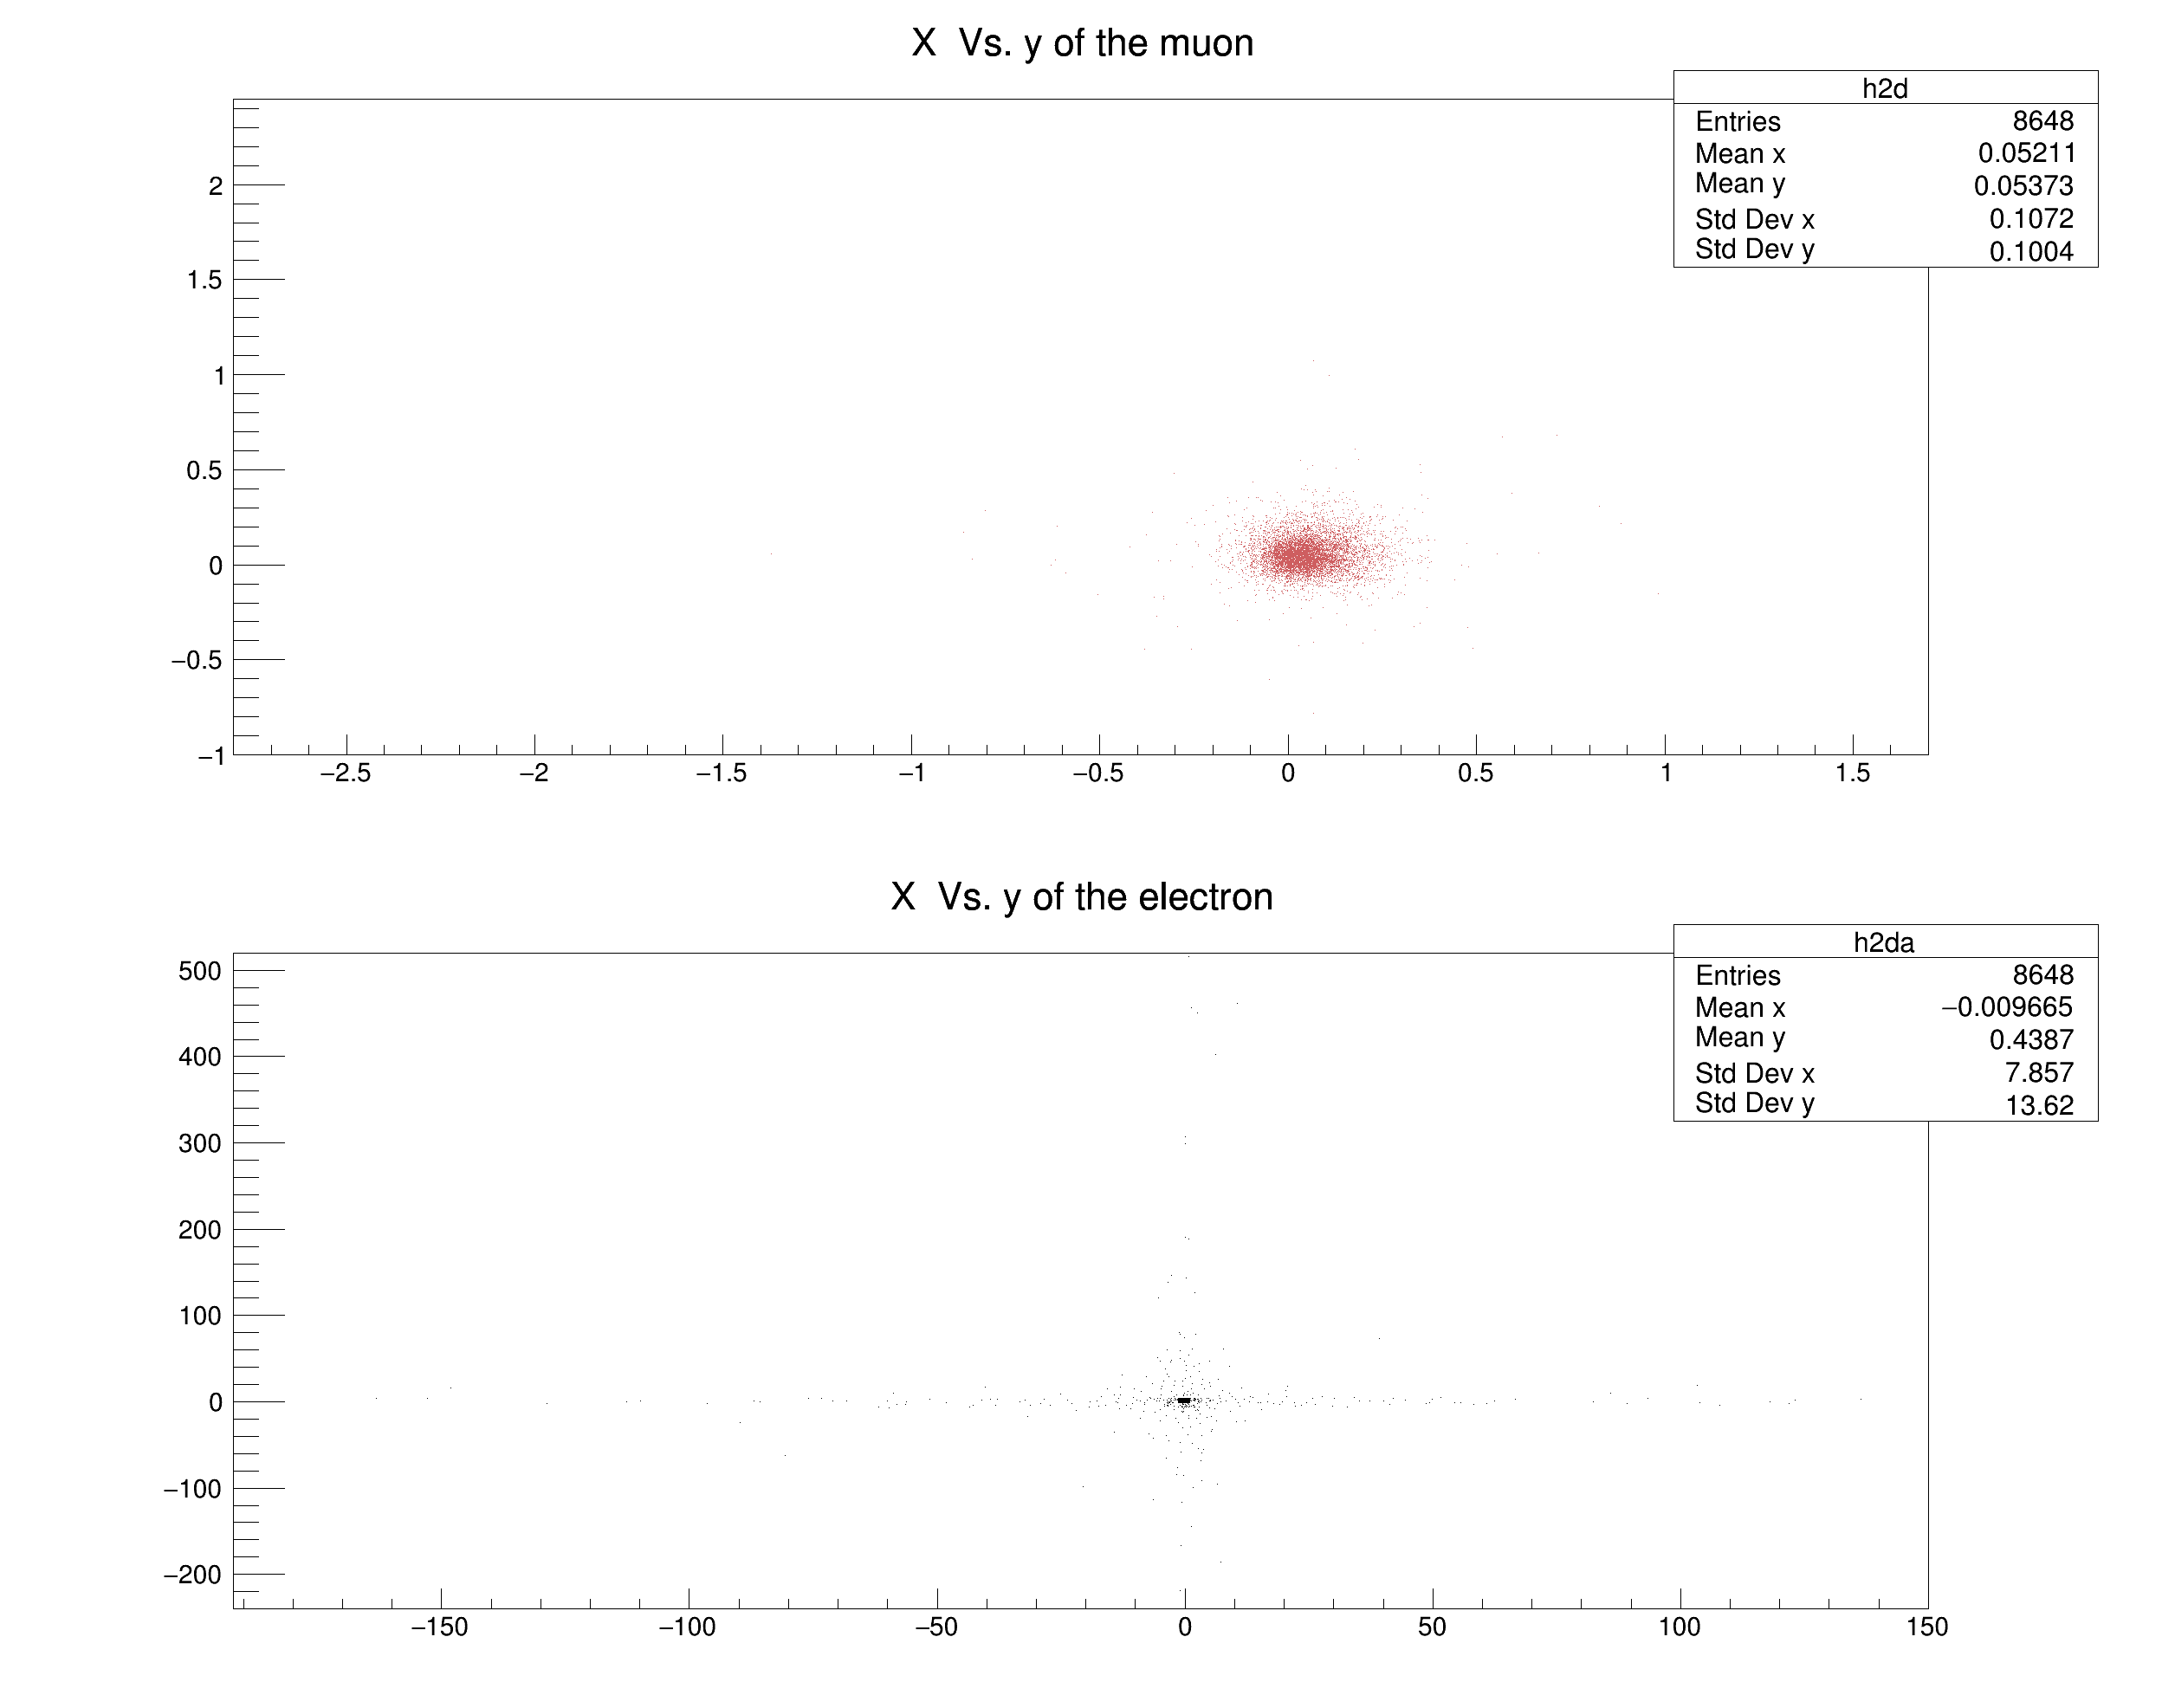 X Vs. y of the muon
h2d
Entries 8648
Mean x 0.05211
Mean y 0.05373
Std Dev x 0.1072
Std Dev y 0.1004
2
1.5
1
0.5
0
−0.5
−1
−2.5 −2 −1.5 −1 −0.5 0 0.5 1 1.5
X Vs. y of the electron
h2da
Entries 8648
Mean x −0.009665
Mean y 0.4387
Std Dev x 7.857
Std Dev y 13.62
500
400
300
200
100
0
−100
−200
−150 −100 −50 0 50 100 150